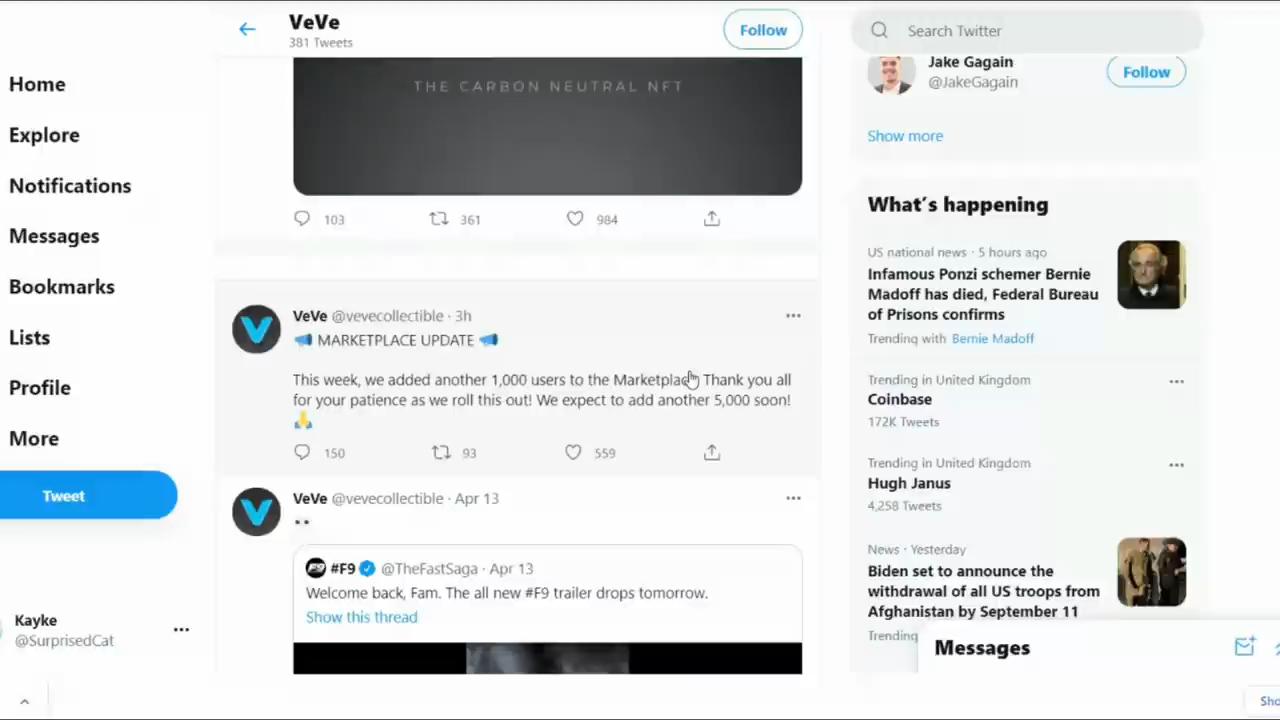 Home
Explore
Notifications
Messages
Bookmarks
Lists
Profile
More
Tweet
Kayke
@SurprisedCat
VeVe
381 Tweets
Follow
THE CARBON NEUTRAL NFT
103 361 984
VeVe @vevecollectible · 3h
📣 MARKETPLACE UPDATE 📣
This week, we added another 1,000 users to the Marketplace! Thank you all
for your patience as we roll this out! We expect to add another 5,000 soon!
🙏
150 93 559
VeVe @vevecollectible · Apr 13
👀
#F9 @TheFastSaga · Apr 13
Welcome back, Fam. The all new #F9 trailer drops tomorrow.
Show this thread
Search Twitter
Jake Gagain
@JakeGagain
Follow
Show more
What's happening
US national news · 5 hours ago
Infamous Ponzi schemer Bernie
Madoff has died, Federal Bureau
of Prisons confirms
Trending with Bernie Madoff
Trending in United Kingdom
Coinbase
172K Tweets
Trending in United Kingdom
Hugh Janus
4,258 Tweets
News · Yesterday
Biden set to announce the
withdrawal of all US troops from
Afghanistan by September 11
Trending
Messages
Sho